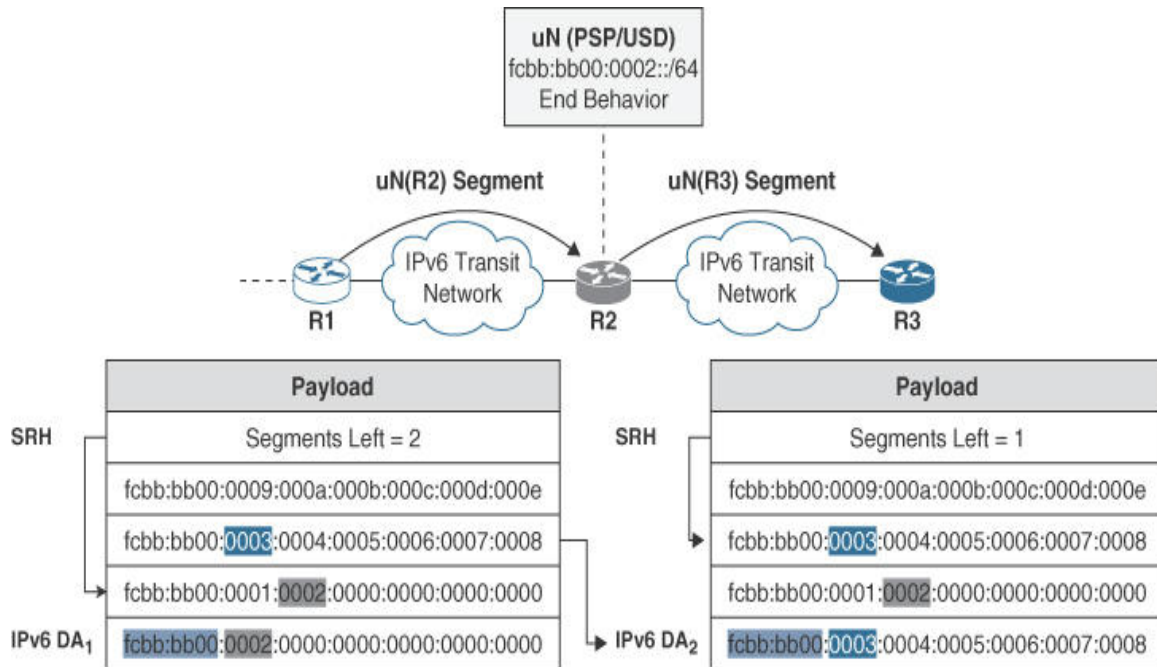 uN (PSP/USD)
fcbb:bb00:0002::/64
End Behavior
uN(R2) Segment
uN(R3) Segment
IPv6 Transit
Network
IPv6 Transit
Network
R1
R2
R3
Payload
SRH
Segments Left = 2
fcbb:bb00:0009:000a:000b:000c:000d:000e
fcbb:bb00:0003:0004:0005:0006:0007:0008
fcbb:bb00:0001:0002:0000:0000:0000:0000
IPv6 DA₁
fcbb:bb00:0002:0000:0000:0000:0000:0000
Payload
SRH
Segments Left = 1
fcbb:bb00:0009:000a:000b:000c:000d:000e
fcbb:bb00:0003:0004:0005:0006:0007:0008
fcbb:bb00:0001:0002:0000:0000:0000:0000
IPv6 DA₂
fcbb:bb00:0003:0004:0005:0006:0007:0008